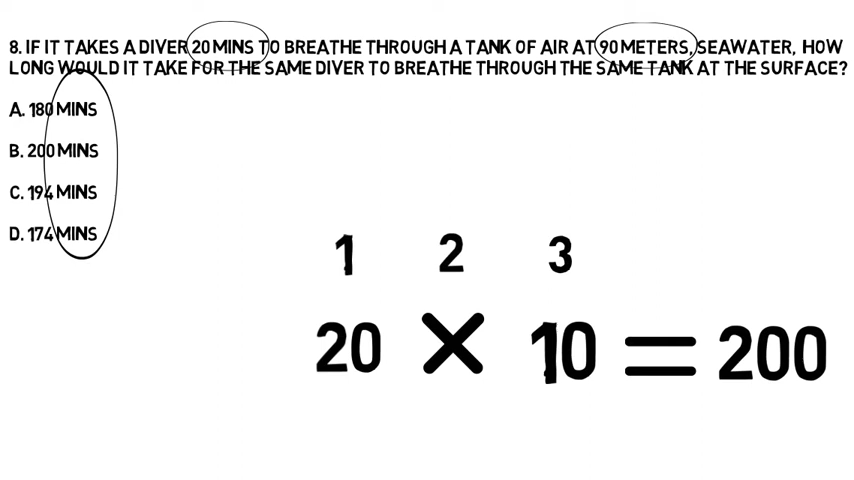 8. IF IT TAKES A DIVER 20 MINS TO BREATHE THROUGH A TANK OF AIR AT 90 METERS, SEAWATER, HOW
LONG WOULD IT TAKE FOR THE SAME DIVER TO BREATHE THROUGH THE SAME TANK AT THE SURFACE?
A. 180 MINS
B. 200 MINS
C. 194 MINS
D. 174 MINS
1 2 3
20 × 10 = 200